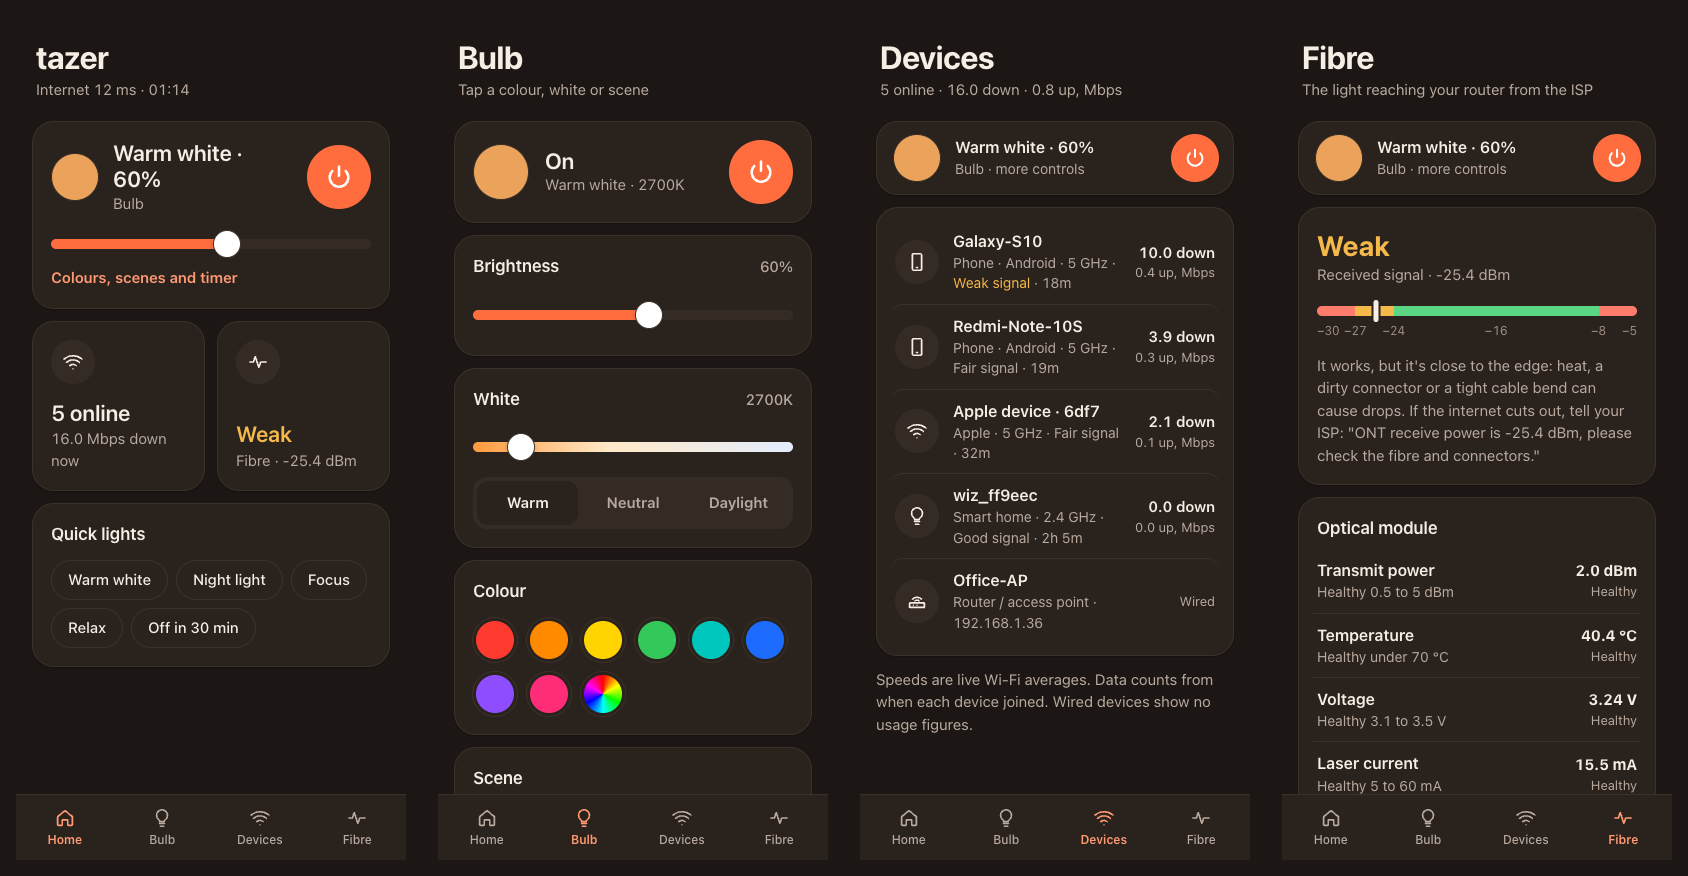 tazer
Internet 12 ms · 01:14
Warm white ·
60%
Bulb
Colours, scenes and timer
5 online
16.0 Mbps down
now
Weak
Fibre · -25.4 dBm
Quick lights
Warm white
Night light
Focus
Relax
Off in 30 min
Home
Bulb
Devices
Fibre
Bulb
Tap a colour, white or scene
On
Warm white · 2700K
Brightness
60%
White
2700K
Warm
Neutral
Daylight
Colour
Scene
Home
Bulb
Devices
Fibre
Devices
5 online · 16.0 down · 0.8 up, Mbps
Warm white · 60%
Bulb · more controls
Galaxy-S10
Phone · Android · 5 GHz ·
Weak signal · 18m
10.0 down
0.4 up, Mbps
Redmi-Note-10S
Phone · Android · 5 GHz ·
Fair signal · 19m
3.9 down
0.3 up, Mbps
Apple device · 6df7
Apple · 5 GHz · Fair signal
· 32m
2.1 down
0.1 up, Mbps
wiz_ff9eec
Smart home · 2.4 GHz ·
Good signal · 2h 5m
0.0 down
0.0 up, Mbps
Office-AP
Router / access point ·
192.168.1.36
Wired
Speeds are live Wi-Fi averages. Data counts from
when each device joined. Wired devices show no
usage figures.
Home
Bulb
Devices
Fibre
Fibre
The light reaching your router from the ISP
Warm white · 60%
Bulb · more controls
Weak
Received signal · -25.4 dBm
−30 −27 −24 −16 −8 −5
It works, but it's close to the edge: heat, a
dirty connector or a tight cable bend can
cause drops. If the internet cuts out, tell your
ISP: "ONT receive power is -25.4 dBm, please
check the fibre and connectors."
Optical module
Transmit power
Healthy 0.5 to 5 dBm
2.0 dBm
Healthy
Temperature
Healthy under 70 °C
40.4 °C
Healthy
Voltage
Healthy 3.1 to 3.5 V
3.24 V
Healthy
Laser current
Healthy 5 to 60 mA
15.5 mA
Healthy
Home
Bulb
Devices
Fibre